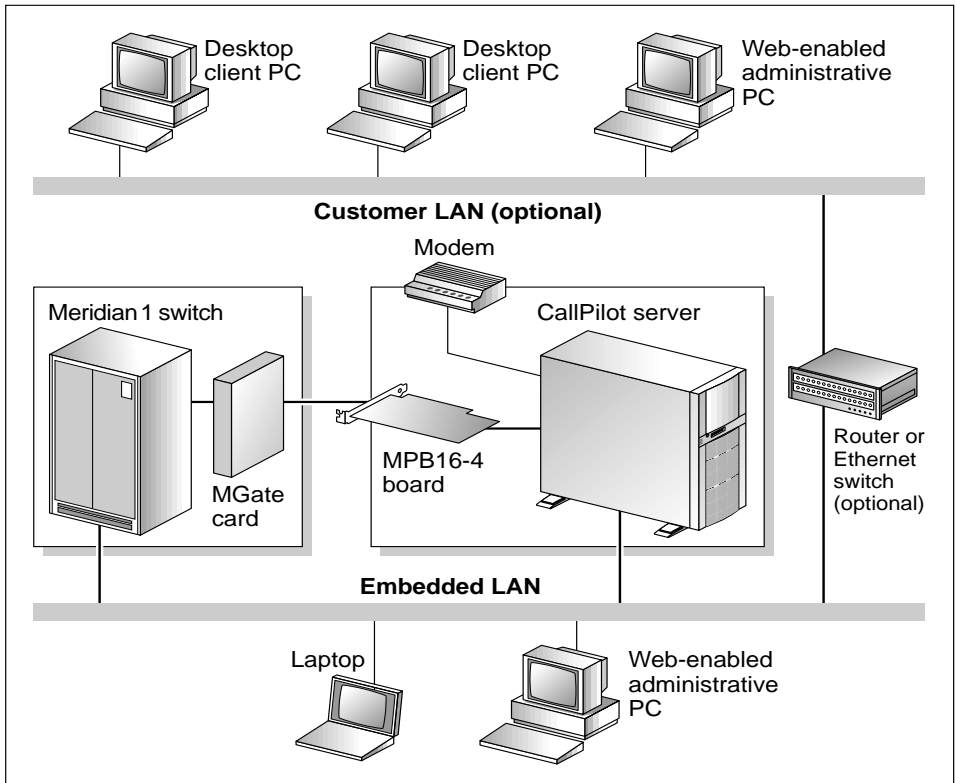 Desktop
client PC
Desktop
client PC
Web-enabled
administrative
PC
Customer LAN (optional)
Modem
Meridian 1 switch
CallPilot server
MGate
card
MPB16-4
board
Router or
Ethernet
switch
(optional)
Embedded LAN
Laptop
Web-enabled
administrative
PC